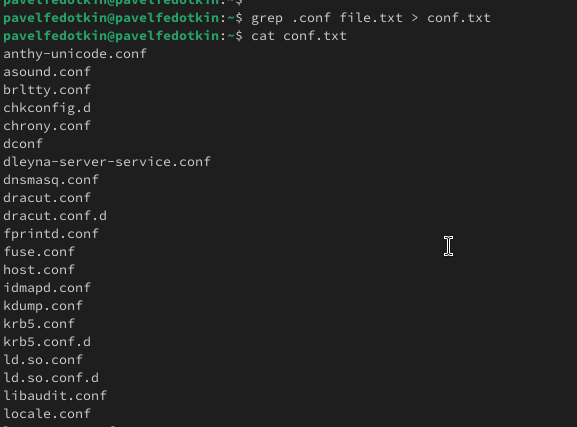 pavelfedotkin@pavelfedotkin:~$
pavelfedotkin@pavelfedotkin:~$ grep .conf file.txt > conf.txt
pavelfedotkin@pavelfedotkin:~$ cat conf.txt
anthy-unicode.conf
asound.conf
brltty.conf
chkconfig.d
chrony.conf
dconf
dleyna-server-service.conf
dnsmasq.conf
dracut.conf
dracut.conf.d
fprintd.conf
fuse.conf
host.conf
idmapd.conf
kdump.conf
krb5.conf
krb5.conf.d
ld.so.conf
ld.so.conf.d
libaudit.conf
locale.conf